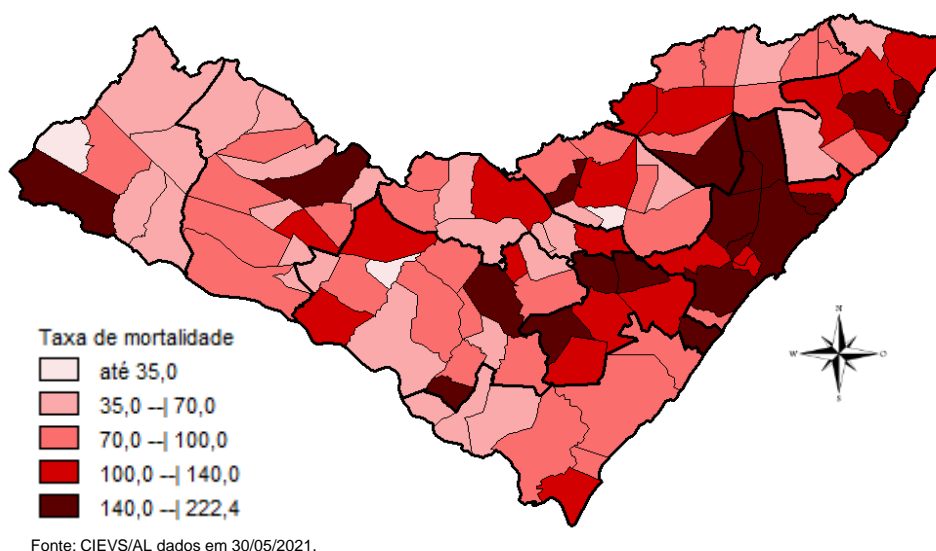 Taxa de mortalidade
até 35,0
35,0 --| 70,0
70,0 --| 100,0
100,0 --| 140,0
140,0 --| 222,4
N
W
O
S
Fonte: CIEVS/AL dados em 30/05/2021.